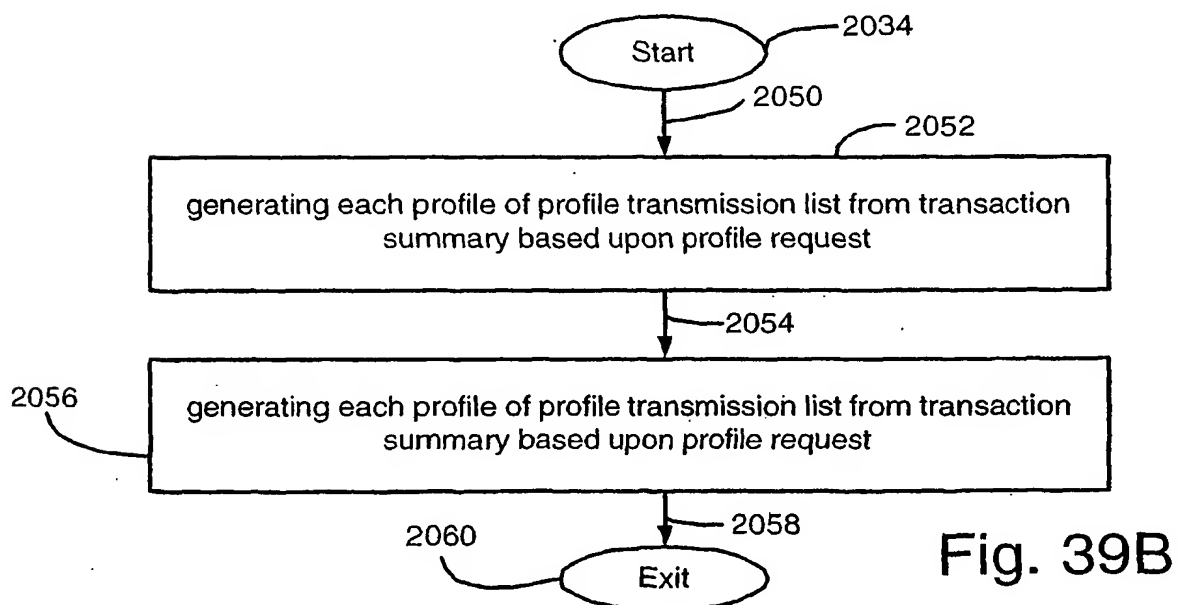 Start
2034
2050
2052
generating each profile of profile transmission list from transaction
summary based upon profile request
2054
2056
generating each profile of profile transmission list from transaction
summary based upon profile request
2058
2060
Exit
Fig. 39B